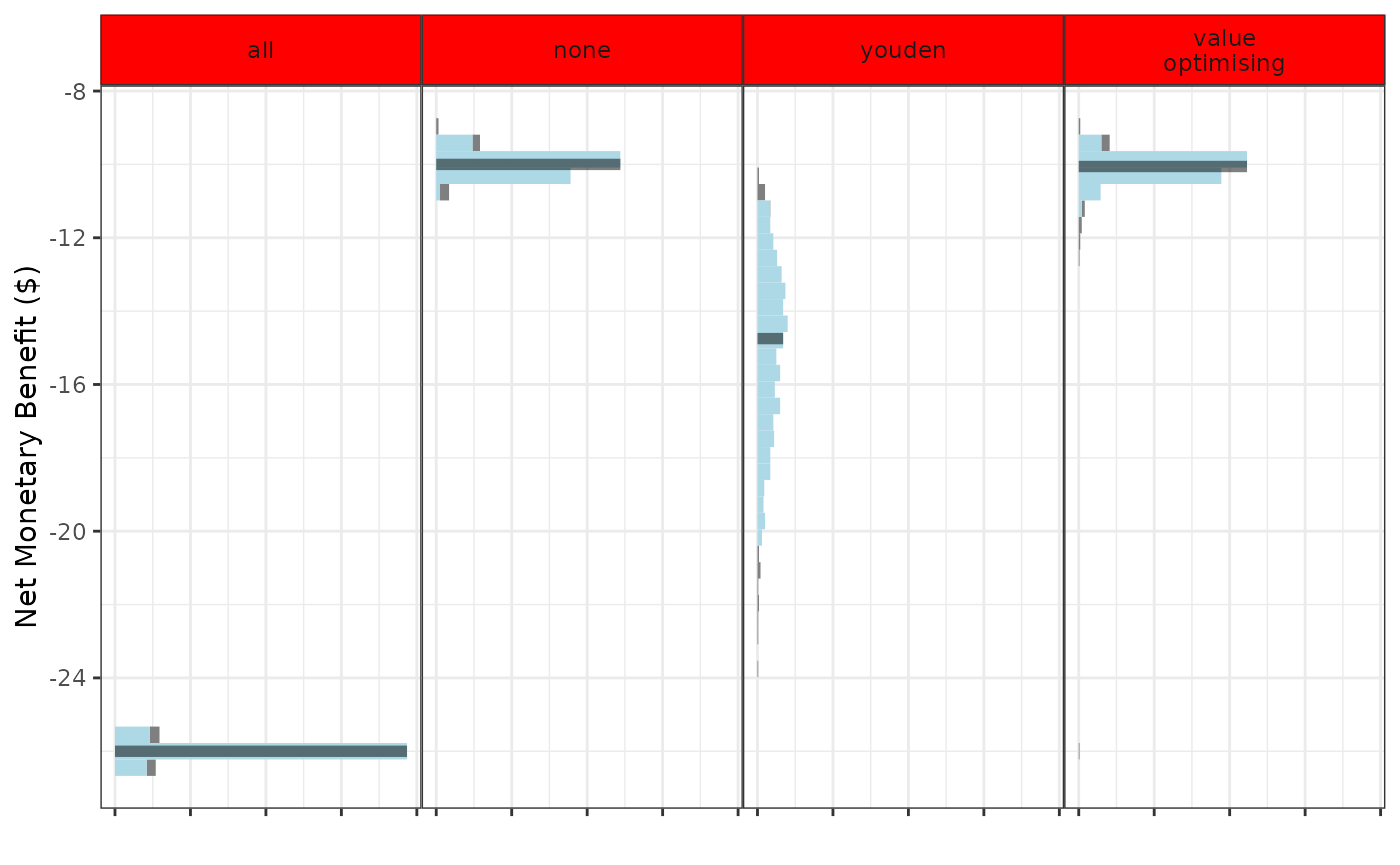 all
none
youden
value
optimising
Net Monetary Benefit ($)
-8
-12
-16
-20
-24